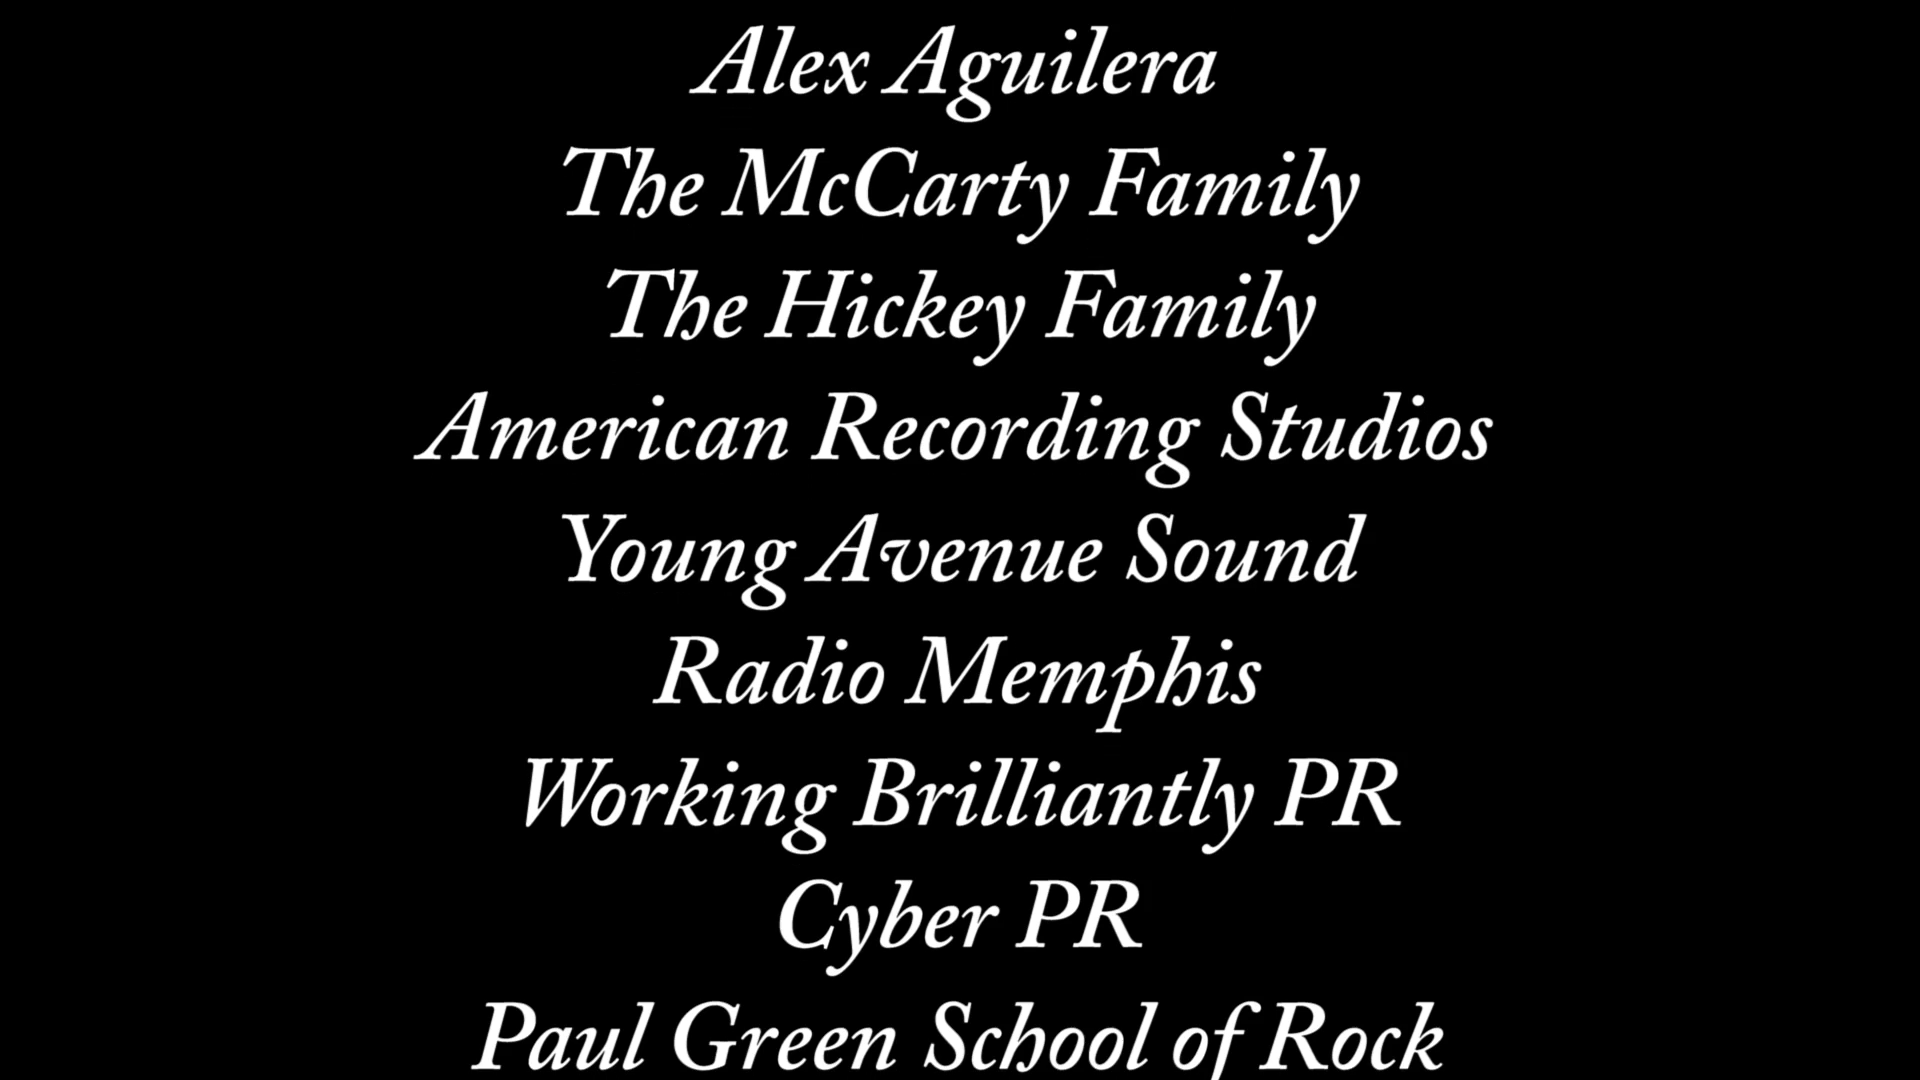 Alex Aguilera
The McCarty Family
The Hickey Family
American Recording Studios
Young Avenue Sound
Radio Memphis
Working Brilliantly PR
Cyber PR
Paul Green School of Rock